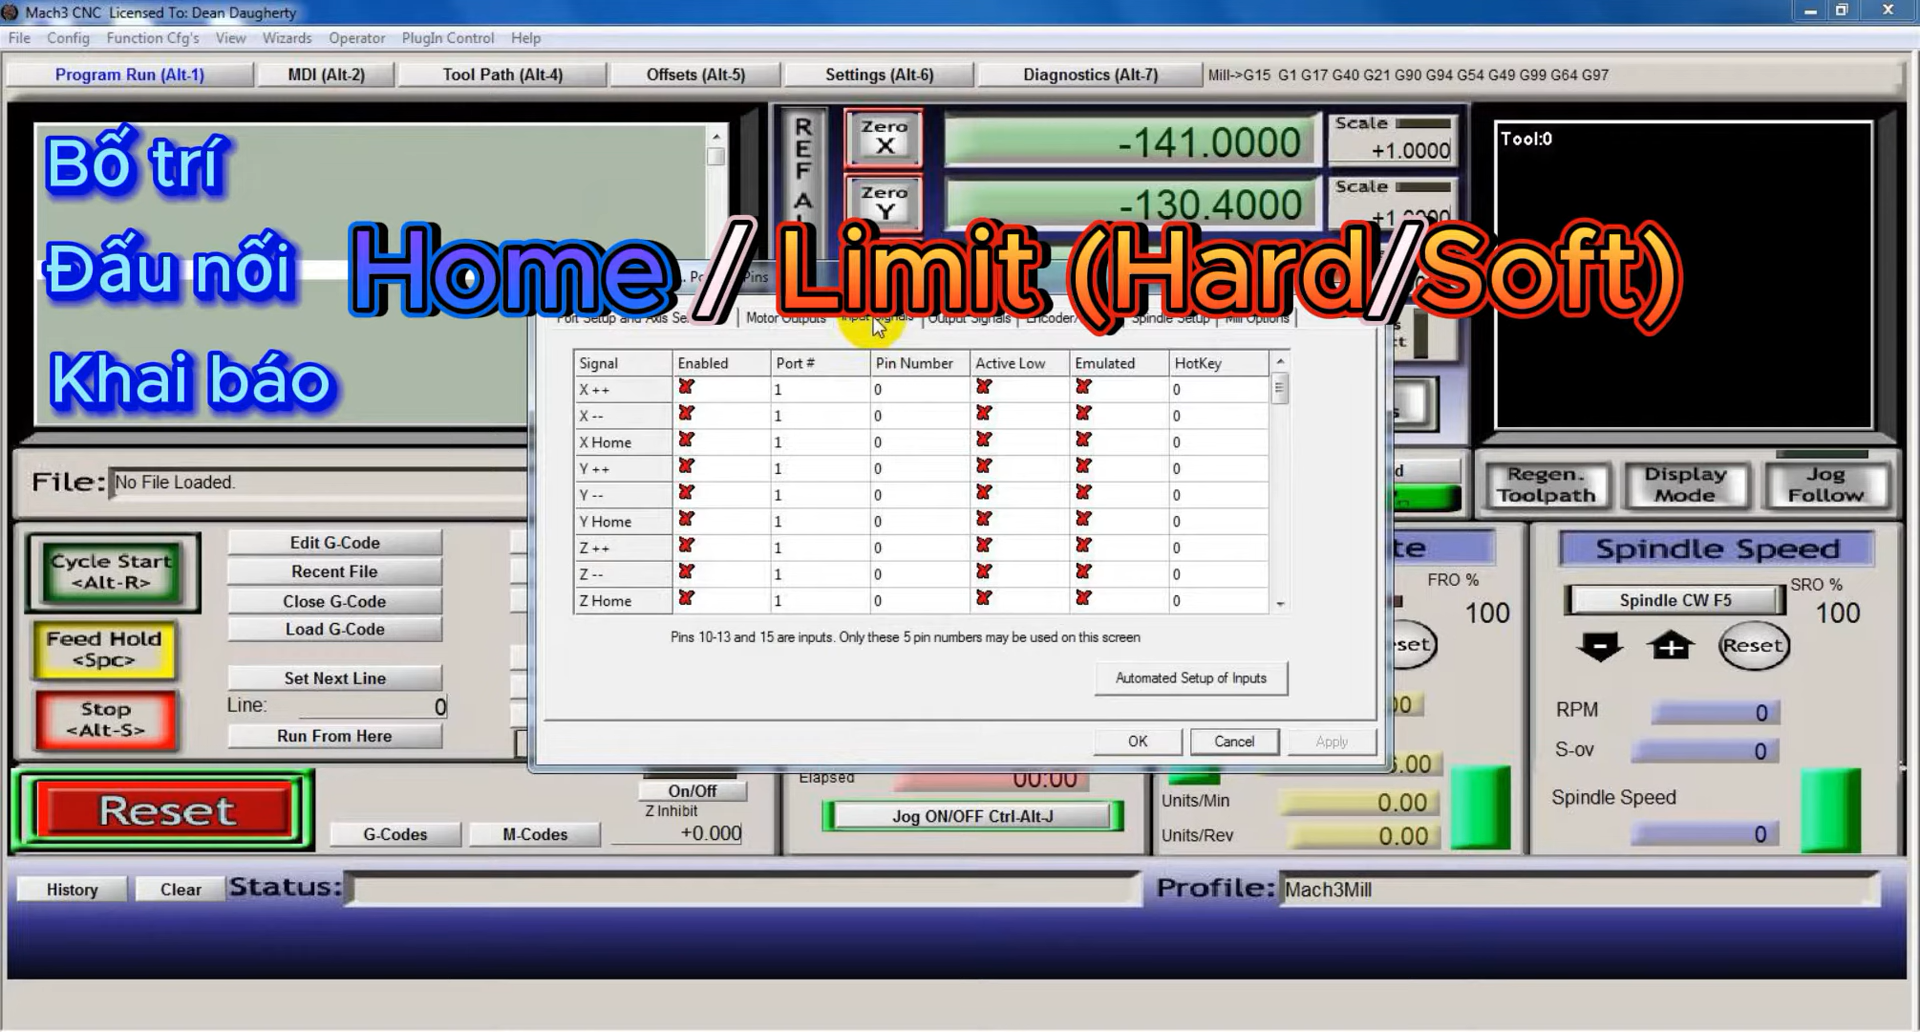 Mach3 CNC Licensed To: Dean Daugherty
File Config Function Cfg's View Wizards Operator PlugIn Control Help
Program Run (Alt-1) MDI (Alt-2) Tool Path (Alt-4) Offsets (Alt-5) Settings (Alt-6) Diagnostics (Alt-7) Mill->G15 G1 G17 G40 G21 G90 G94 G54 G49 G99 G64 G97
Bố trí
Đấu nối
Khai báo
Home / Limit (Hard/Soft)
REF A
Zero X -141.0000 Scale +1.0000
Zero Y -130.4000 Scale +1.0000
Tool:0
Pins
Motor Outputs Input Signals Output Signals Spindle Setup Mill Options
Signal Enabled Port # Pin Number Active Low Emulated HotKey
X ++ 1 0 0
X -- 1 0 0
X Home 1 0 0
Y ++ 1 0 0
Y -- 1 0 0
Y Home 1 0 0
Z ++ 1 0 0
Z -- 1 0 0
Z Home 1 0 0
Pins 10-13 and 15 are inputs. Only these 5 pin numbers may be used on this screen
Automated Setup of Inputs
OK Cancel Apply
File: No File Loaded.
Regen. Toolpath Display Mode Jog Follow
Cycle Start <Alt-R>
Feed Hold <Spc>
Stop <Alt-S>
Edit G-Code
Recent File
Close G-Code
Load G-Code
Set Next Line
Line: 0
Run From Here
Reset
G-Codes M-Codes
On/Off
Z Inhibit
+0.000
Elapsed 00:00
Jog ON/OFF Ctrl-Alt-J
FRO %
100
Units/Min 0.00
Units/Rev 0.00
Spindle Speed
Spindle CW F5
SRO %
100
Reset
RPM 0
S-ov 0
Spindle Speed
0
History Clear Status: Profile: Mach3Mill